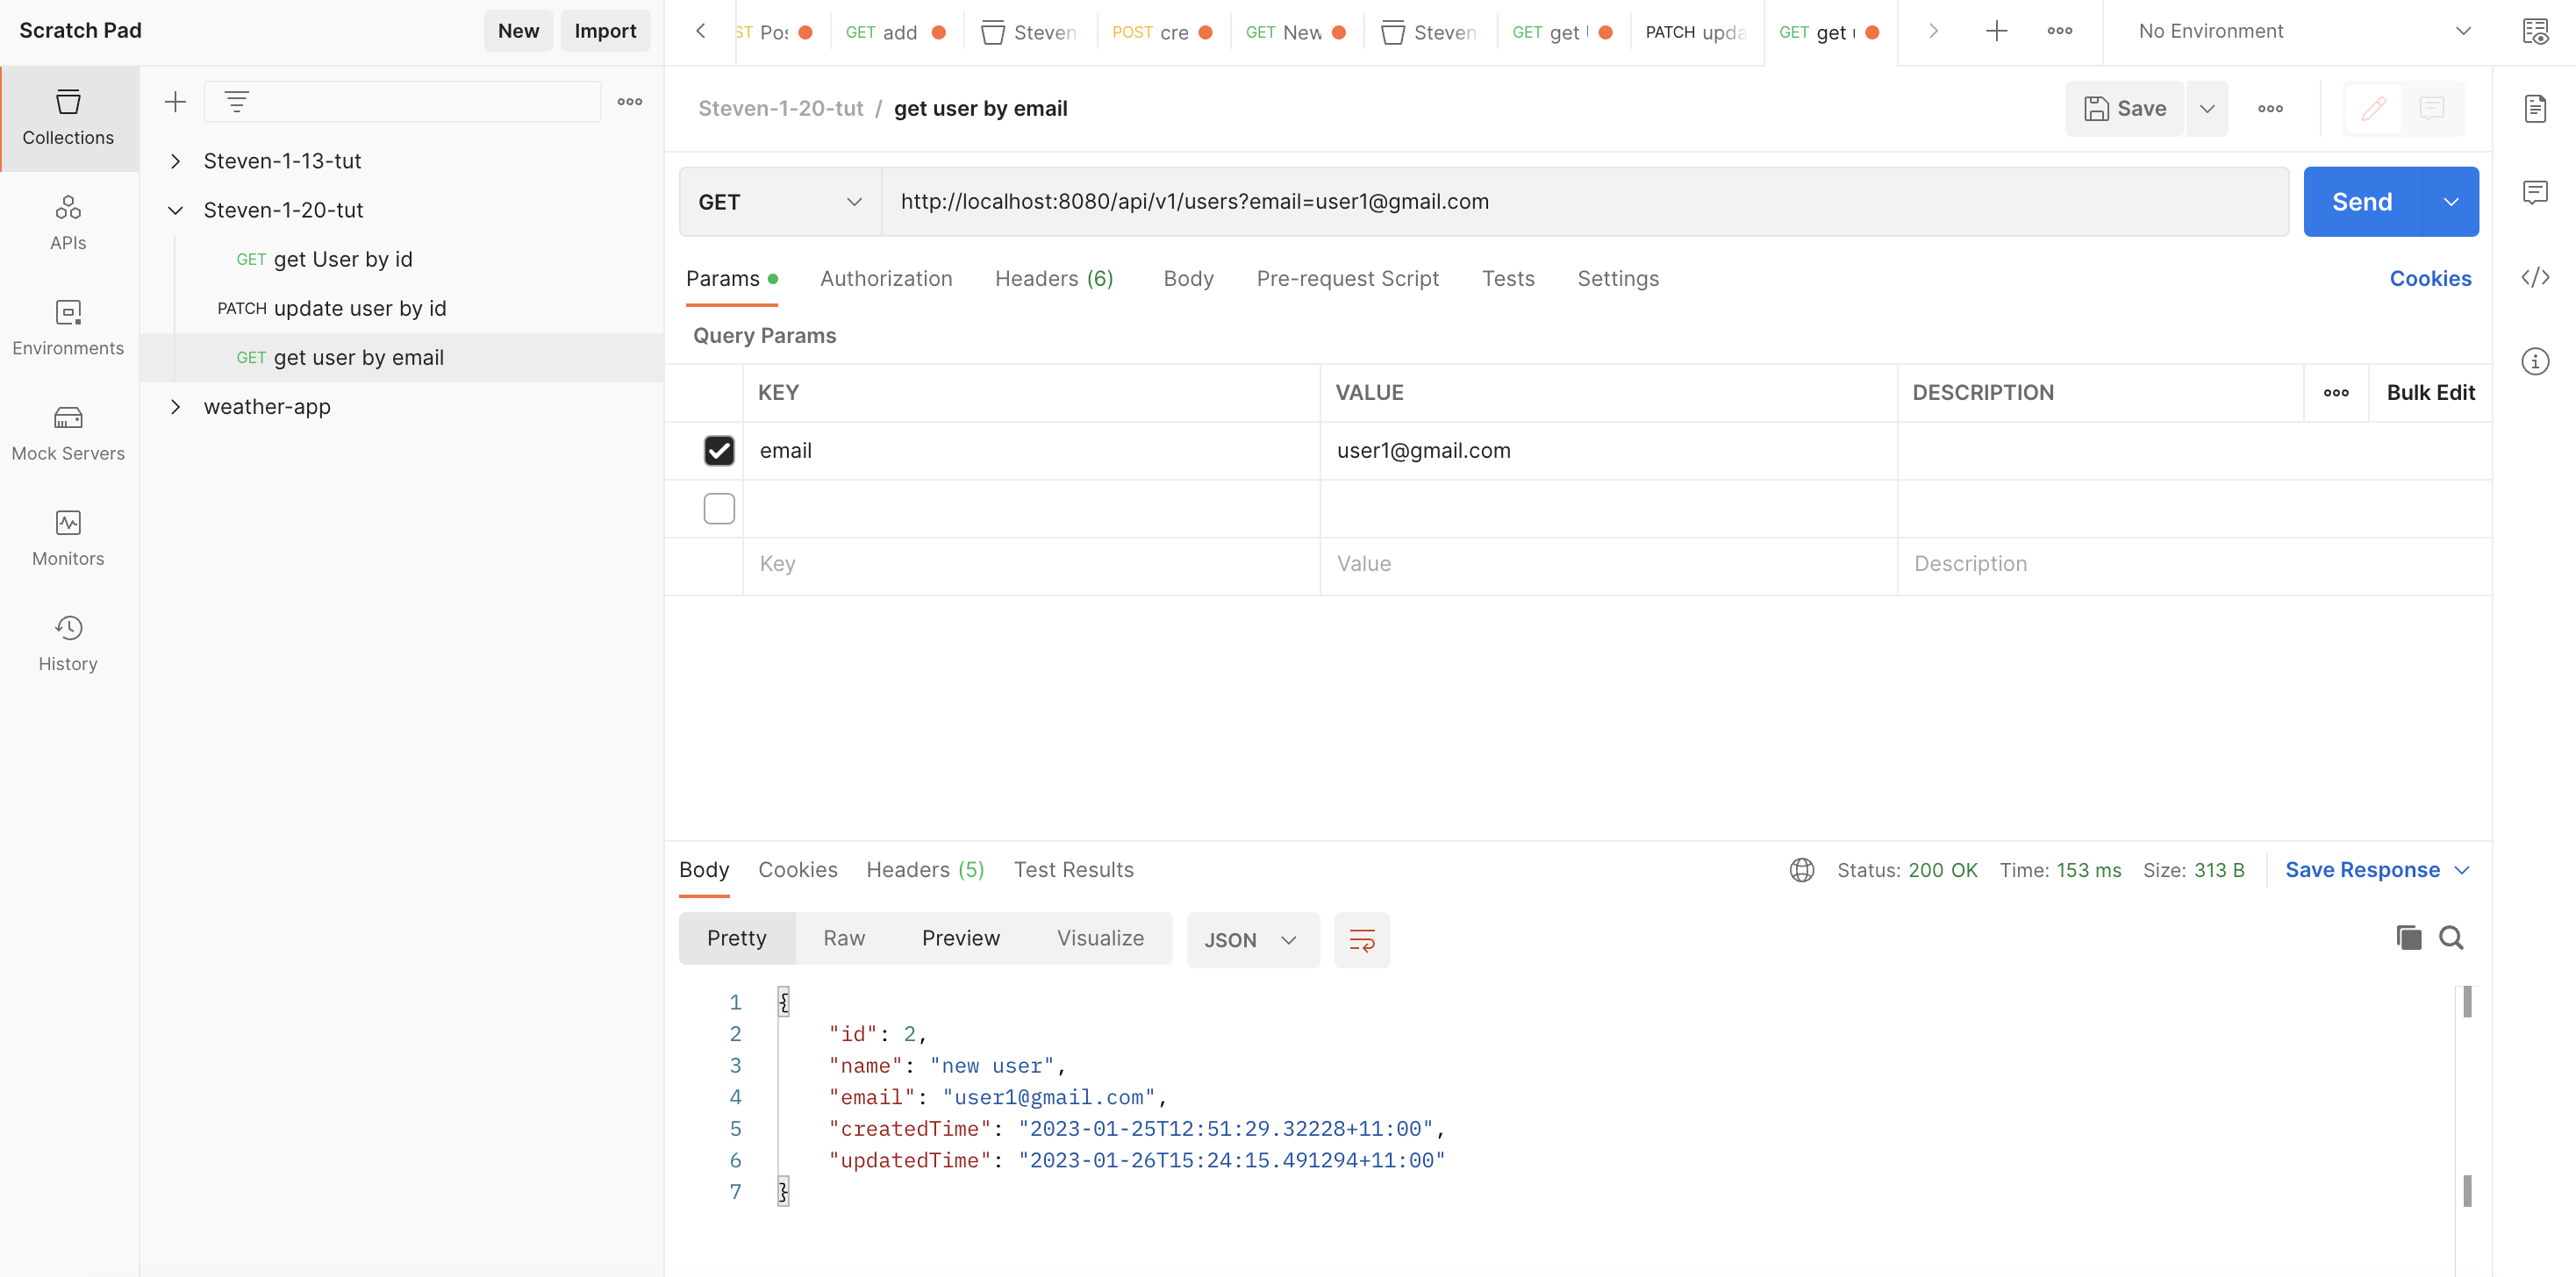 Scratch Pad
New
Import
ST Pos
GET add
Steven
POST cre
GET New
Steven
GET get
PATCH upda
GET get
No Environment
Collections
APIs
Environments
Mock Servers
Monitors
History
Steven-1-13-tut
Steven-1-20-tut
GET get User by id
PATCH update user by id
GET get user by email
weather-app
Steven-1-20-tut / get user by email
Save
GET
http://localhost:8080/api/v1/users?email=user1@gmail.com
Send
Params Authorization Headers (6) Body Pre-request Script Tests Settings Cookies
Query Params
KEY VALUE DESCRIPTION Bulk Edit
email user1@gmail.com
Key Value Description
Body Cookies Headers (5) Test Results Status: 200 OK Time: 153 ms Size: 313 B Save Response
Pretty Raw Preview Visualize JSON
1 {
2 "id": 2,
3 "name": "new user",
4 "email": "user1@gmail.com",
5 "createdTime": "2023-01-25T12:51:29.32228+11:00",
6 "updatedTime": "2023-01-26T15:24:15.491294+11:00"
7 }